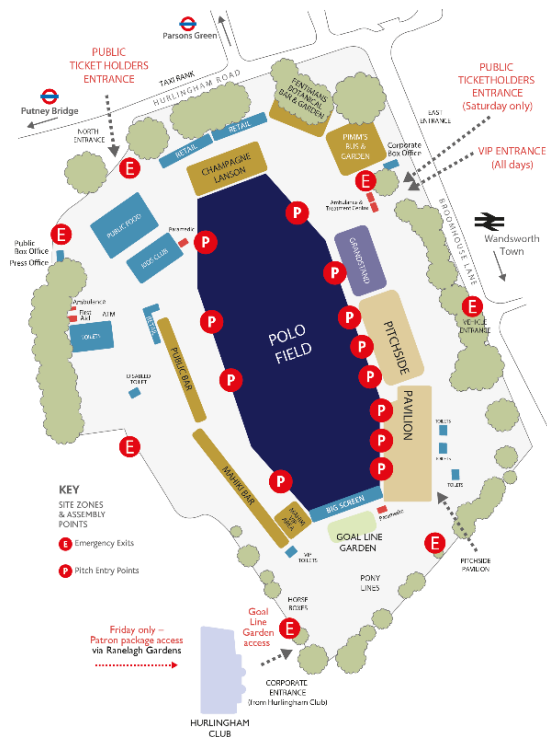 Parsons Green
PUBLIC
TICKET HOLDERS
ENTRANCE
TAXI RANK
HURLINGHAM ROAD
Putney Bridge
NORTH
ENTRANCE
RETAIL
RETAIL
FENTIMANS
BOTANICAL
BAR & GARDEN
PIMM'S
BUS &
GARDEN
EAST
ENTRANCE
PUBLIC
TICKETHOLDERS
ENTRANCE
(Saturday only)
VIP ENTRANCE
(All days)
Corporate
Box Office
CHAMPAGNE
LANSON
E
E
Ambulance &
Treatment Centre
BROOMHOUSE LANE
Wandsworth
Town
PUBLIC FOOD
KIDS CLUB
Paramedic
P
P
E
Public
Box Office
Press Office
GRANDSTAND
P
Ambulance
First
Aid
ATM
TOILETS
RETAIL
P
P
P
P
E
VEHICLE
ENTRANCE
POLO
FIELD
PITCHSIDE
PAVILION
PUBLIC BAR
DISABLED
TOILET
P
P
P
P
TOILETS
TOILETS
TOILETS
E
MAHIKI BAR
P
MAHIKI
VIP
AREA
BIG SCREEN
Paramedic
GOAL LINE
GARDEN
VIP
TOILETS
E
PITCHSIDE
PAVILION
PONY
LINES
KEY
SITE ZONES
& ASSEMBLY
POINTS
E Emergency Exits
P Pitch Entry Points
HORSE
BOXES
Goal
Line
Garden
access
E
Friday only –
Patron package access
via Ranelagh Gardens
CORPORATE
ENTRANCE
(from Hurlingham Club)
HURLINGHAM
CLUB